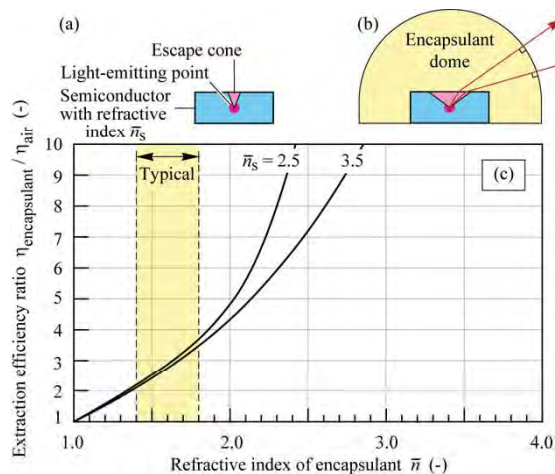 (a)
Escape cone
Light-emitting point
Semiconductor
with refractive
index n̄s
(b)
Encapsulant
dome
Extraction efficiency ratio ηencapsulant / ηair (-)
10
9
8
7
6
5
4
3
2
1
Typical
n̄s = 2.5
3.5
(c)
1.0
2.0
3.0
4.0
Refractive index of encapsulant n̄ (-)